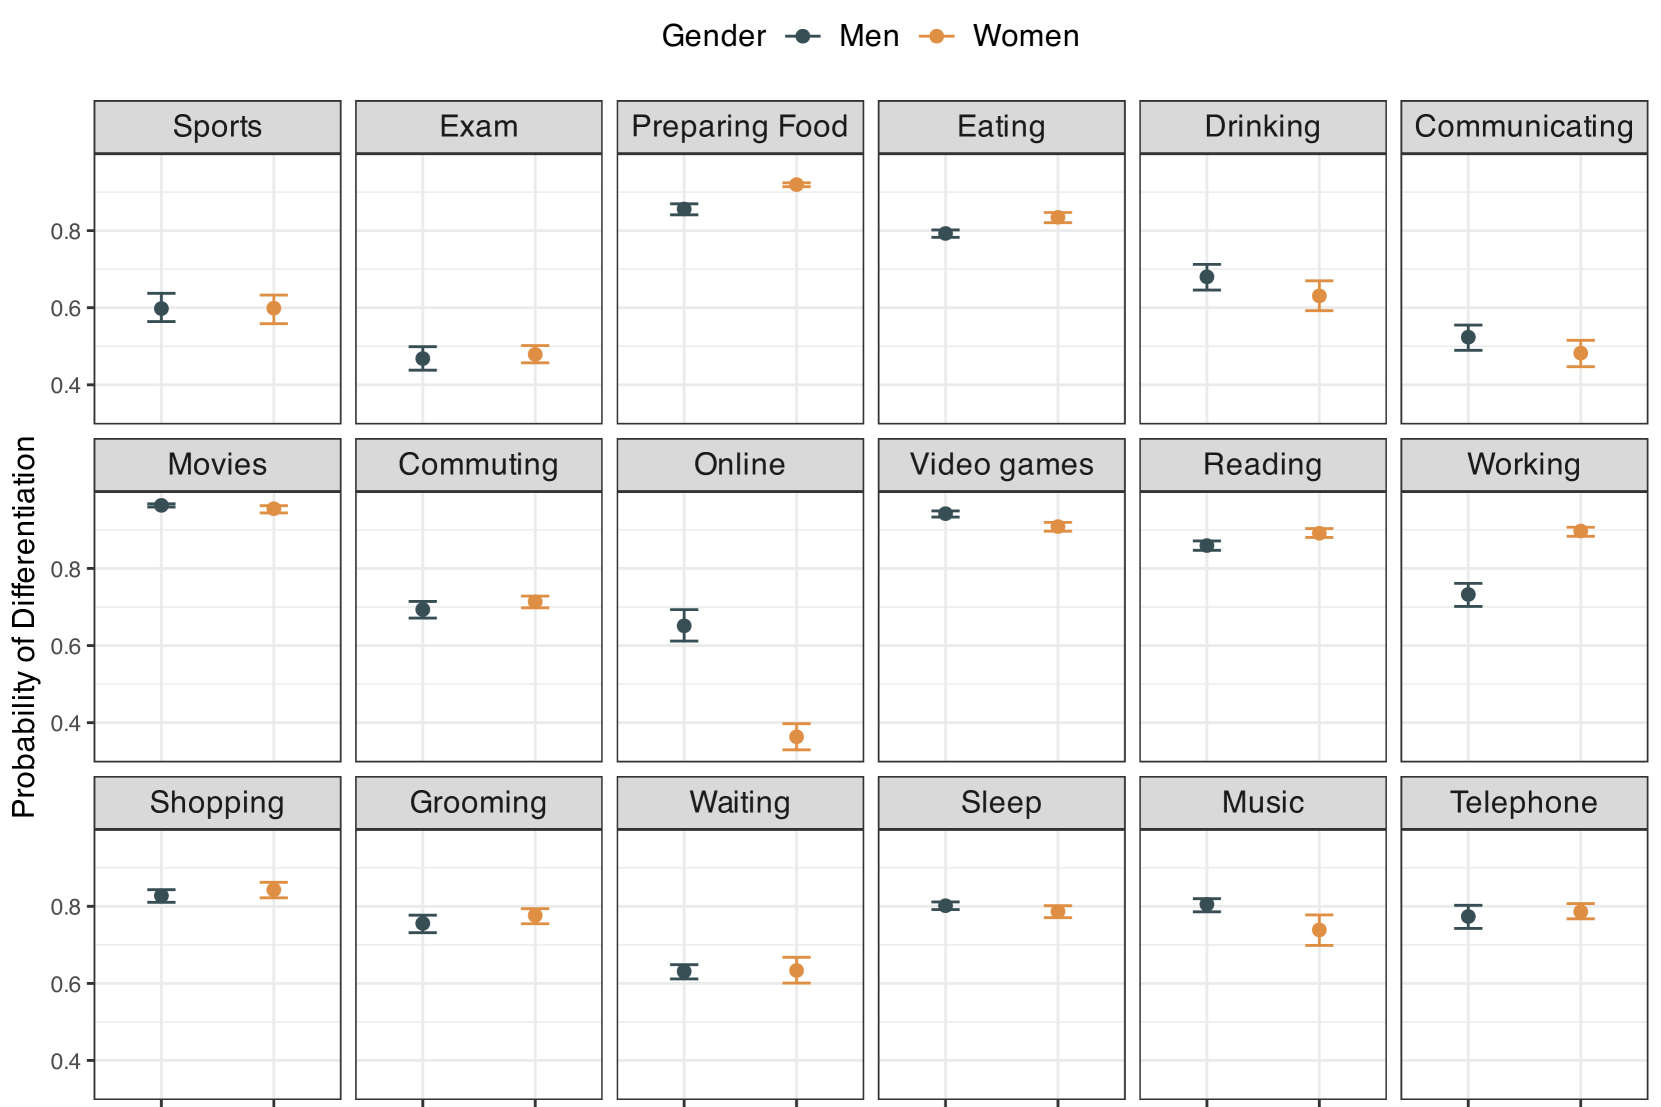 Gender Men Women
Sports Exam Preparing Food Eating Drinking Communicating
0.8
0.6
0.4
Movies Commuting Online Video games Reading Working
0.8
0.6
0.4
Shopping Grooming Waiting Sleep Music Telephone
0.8
0.6
0.4
Probability of Differentiation